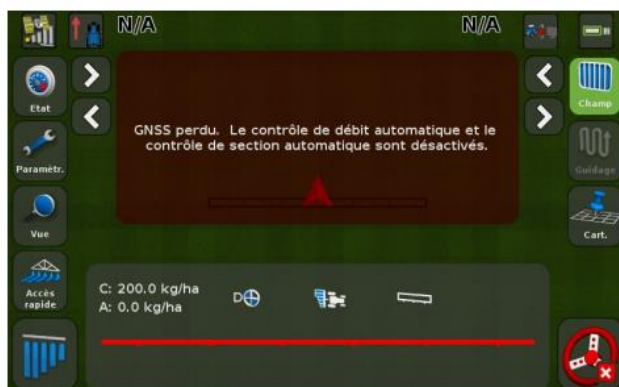 N/A
N/A
Etat
Champ
GNSS perdu. Le contrôle de débit automatique et le
contrôle de section automatique sont désactivés.
Paramètr.
Guidage
Vue
Cart.
Accès
rapide
C: 200.0 kg/ha
A: 0.0 kg/ha
D